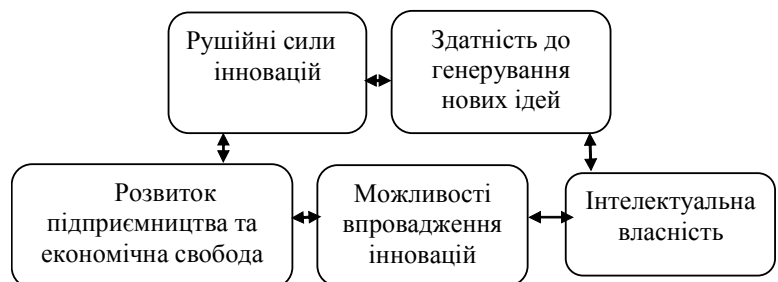 Рушійні сили
інновацій
Здатність до
генерування
нових ідей
Розвиток
підприємництва та
економічна свобода
Можливості
впровадження
інновацій
Інтелектуальна
власність